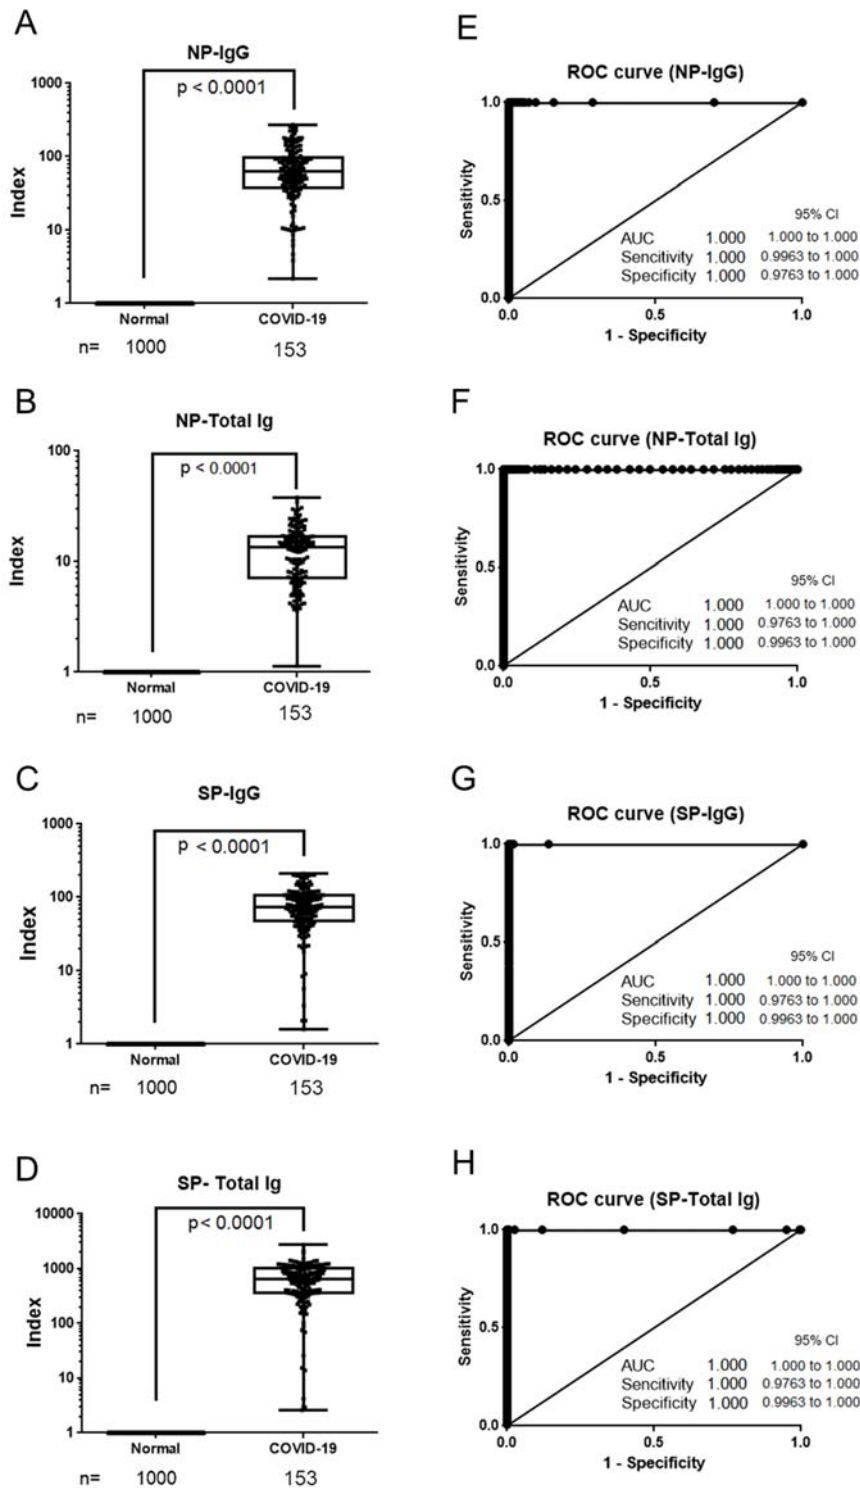 A
NP-IgG
p < 0.0001
1000
100
10
1
Index
Normal COVID-19
n= 1000 153
E
ROC curve (NP-IgG)
1.0
0.5
0.0
Sensitivity
95% CI
AUC 1.000 1.000 to 1.000
Sencitivity 1.000 0.9963 to 1.000
Specificity 1.000 0.9763 to 1.000
0.0 0.5 1.0
1 - Specificity
B
NP-Total Ig
p < 0.0001
100
10
1
Index
Normal COVID-19
n= 1000 153
F
ROC curve (NP-Total Ig)
1.0
0.5
0.0
Sensitivity
95% CI
AUC 1.000 1.000 to 1.000
Sencitivity 1.000 0.9763 to 1.000
Specificity 1.000 0.9963 to 1.000
0.0 0.5 1.0
1 - Specificity
C
SP-IgG
p < 0.0001
1000
100
10
1
Index
Normal COVID-19
n= 1000 153
G
ROC curve (SP-IgG)
1.0
0.5
0.0
Sensitivity
95% CI
AUC 1.000 1.000 to 1.000
Sencitivity 1.000 0.9763 to 1.000
Specificity 1.000 0.9963 to 1.000
0.0 0.5 1.0
1 - Specificity
D
SP- Total Ig
p< 0.0001
10000
1000
100
10
1
Index
Normal COVID-19
n= 1000 153
H
ROC curve (SP-Total Ig)
1.0
0.5
0.0
Sensitivity
95% CI
AUC 1.000 1.000 to 1.000
Sencitivity 1.000 0.9763 to 1.000
Specificity 1.000 0.9963 to 1.000
0.0 0.5 1.0
1 - Specificity